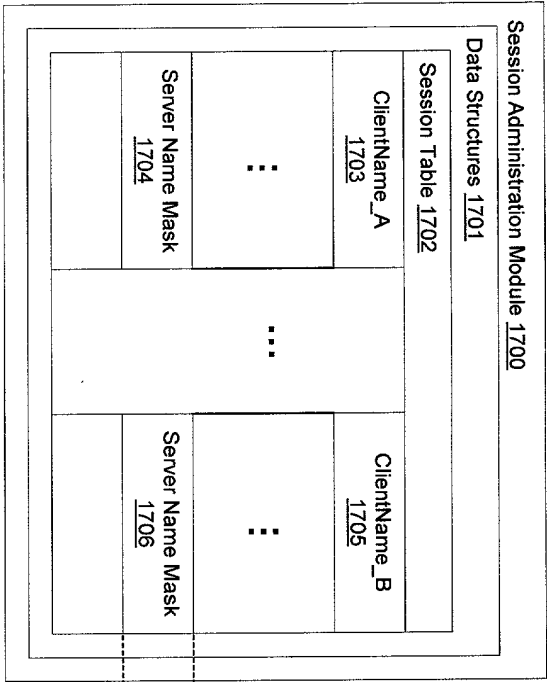 Session Administration Module 1700
Data Structures 1701
Session Table 1702
ClientName_A
1703
...
Server Name Mask
1704
...
ClientName_B
1705
...
Server Name Mask
1706